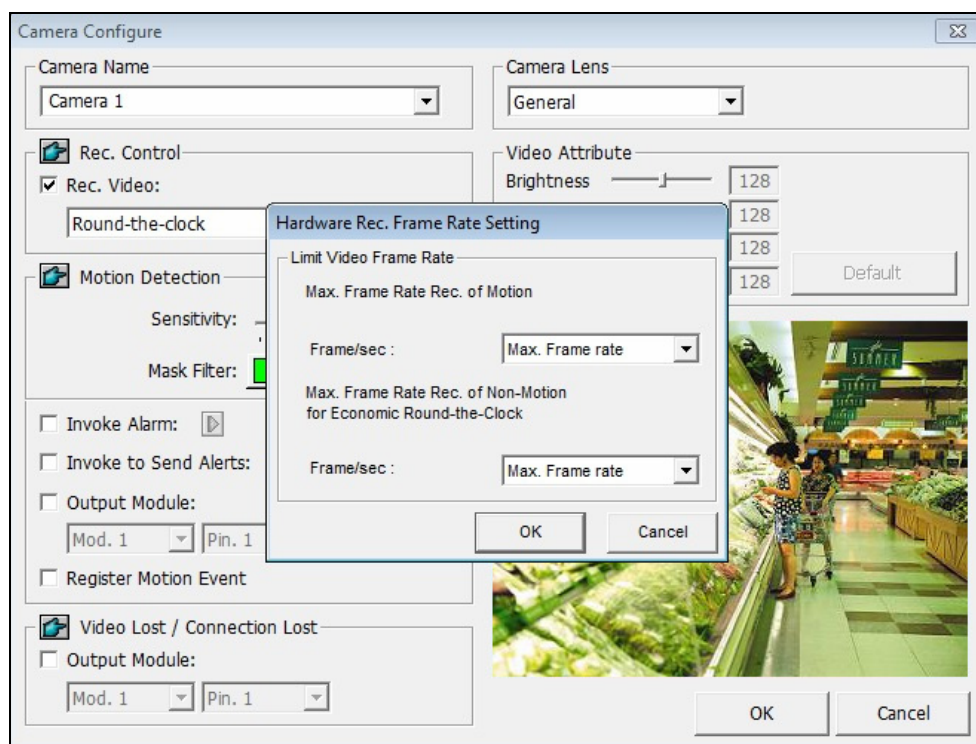 Camera Configure
Camera Name
Camera 1
Camera Lens
General
Rec. Control
Rec. Video:
Round-the-clock
Video Attribute
Brightness
128
128
128
128
Default
Motion Detection
Sensitivity:
Mask Filter:
Hardware Rec. Frame Rate Setting
Limit Video Frame Rate
Max. Frame Rate Rec. of Motion
Frame/sec :
Max. Frame rate
Max. Frame Rate Rec. of Non-Motion
for Economic Round-the-Clock
Frame/sec :
Max. Frame rate
OK
Cancel
Invoke Alarm:
Invoke to Send Alerts:
Output Module:
Mod. 1
Pin. 1
Register Motion Event
Video Lost / Connection Lost
Output Module:
Mod. 1
Pin. 1
SUMMER
SUMMER
OK
Cancel